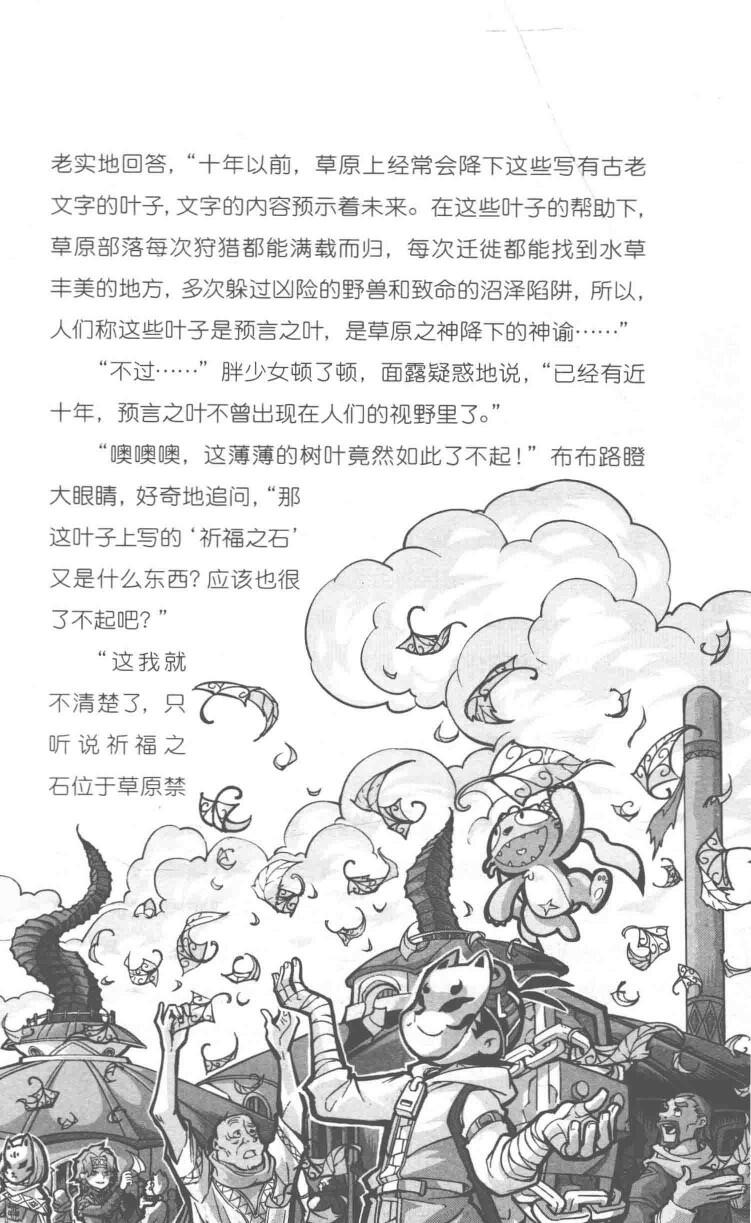 老实地回答，“十年以前，草原上经常会降下这些写有古老
文字的叶子，文字的内容预示着未来。在这些叶子的帮助下，
草原部落每次狩猎都能满载而归，每次迁徙都能找到水草
丰美的地方，多次躲过凶险的野兽和致命的沼泽陷阱，所以，
人们称这些叶子是预言之叶，是草原之神降下的神谕……”
“不过……”胖少女顿了顿，面露疑惑地说，“已经有近
十年，预言之叶不曾出现在人们的视野里了。”
“噢噢噢，这薄薄的树叶竟然如此了不起！”布布路瞪
大眼睛，好奇地追问，“那
这叶子上写的‘祈福之石’
又是什么东西？应该也很
了不起吧？”
“这我就
不清楚了，只
听说祈福之
石位于草原禁